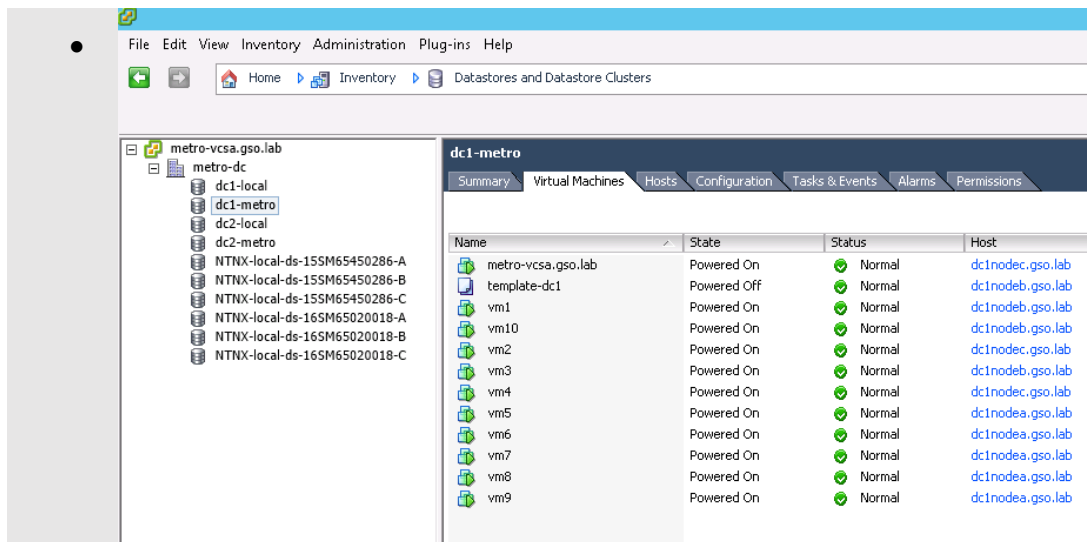 •
File Edit View Inventory Administration Plug-ins Help
Home Inventory Datastores and Datastore Clusters
metro-vcsa.gso.lab
metro-dc
dc1-local
dc1-metro
dc2-local
dc2-metro
NTNX-local-ds-15SM65450286-A
NTNX-local-ds-15SM65450286-B
NTNX-local-ds-15SM65450286-C
NTNX-local-ds-16SM65020018-A
NTNX-local-ds-16SM65020018-B
NTNX-local-ds-16SM65020018-C
dc1-metro
Summary Virtual Machines Hosts Configuration Tasks & Events Alarms Permissions
Name State Status Host
metro-vcsa.gso.lab Powered On Normal dc1nodec.gso.lab
template-dc1 Powered Off Normal dc1nodeb.gso.lab
vm1 Powered On Normal dc1nodeb.gso.lab
vm10 Powered On Normal dc1nodeb.gso.lab
vm2 Powered On Normal dc1nodec.gso.lab
vm3 Powered On Normal dc1nodeb.gso.lab
vm4 Powered On Normal dc1nodec.gso.lab
vm5 Powered On Normal dc1nodea.gso.lab
vm6 Powered On Normal dc1nodea.gso.lab
vm7 Powered On Normal dc1nodea.gso.lab
vm8 Powered On Normal dc1nodea.gso.lab
vm9 Powered On Normal dc1nodea.gso.lab